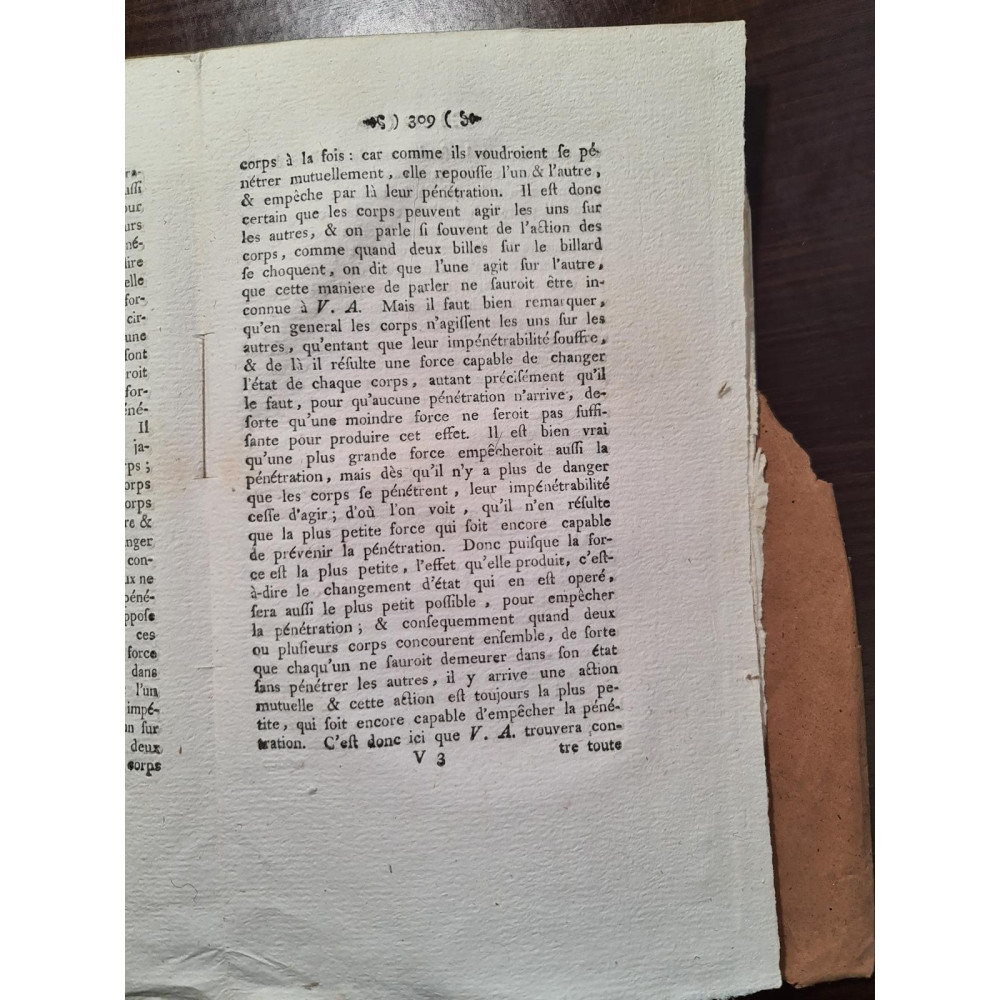 ) 309 (
corps à la fois : car comme ils voudroient ſe pé-
nétrer mutuellement, elle repouſſe l'un & l'autre,
& empêche par là leur pénétration. Il eſt donc
certain que les corps peuvent agir les uns ſur
les autres, & on parle ſi ſouvent de l'action des
corps, comme quand deux billes ſur le billard
ſe choquent, on dit que l'une agit ſur l'autre,
que cette maniere de parler ne ſauroit être in-
connue à V. A. Mais il faut bien remarquer,
qu'en general les corps n'agiſſent les uns ſur les
autres, qu'entant que leur impénétrabilité ſouffre,
& de là il réſulte une force capable de changer
l'état de chaque corps, autant préciſément qu'il
le faut, pour qu'aucune pénétration n'arrive, de-
ſorte qu'une moindre force ne ſeroit pas ſuffi-
ſante pour produire cet effet. Il eſt bien vrai
qu'une plus grande force empêcheroit auſſi la
pénétration, mais dès qu'il n'y a plus de danger
que les corps ſe pénétrent, leur impénétrabilité
ceſſe d'agir ; d'où l'on voit, qu'il n'en réſulte
que la plus petite force qui ſoit encore capable
de prévenir la pénétration. Donc puiſque la for-
ce eſt la plus petite, l'effet qu'elle produit, c'eſt-
à-dire le changement d'état qui en eſt operé,
ſera auſſi le plus petit poſſible, pour empêcher
la pénétration ; & conſequemment quand deux
ou pluſieurs corps concourent enſemble, de ſorte
que chaqu'un ne ſauroit demeurer dans ſon état
ſans pénétrer les autres, il y arrive une action
mutuelle & cette action eſt toujours la plus pe-
tite, qui ſoit encore capable d'empêcher la péné-
tration. C'eſt donc ici que V. A. trouvera con-
V 3 tre toute